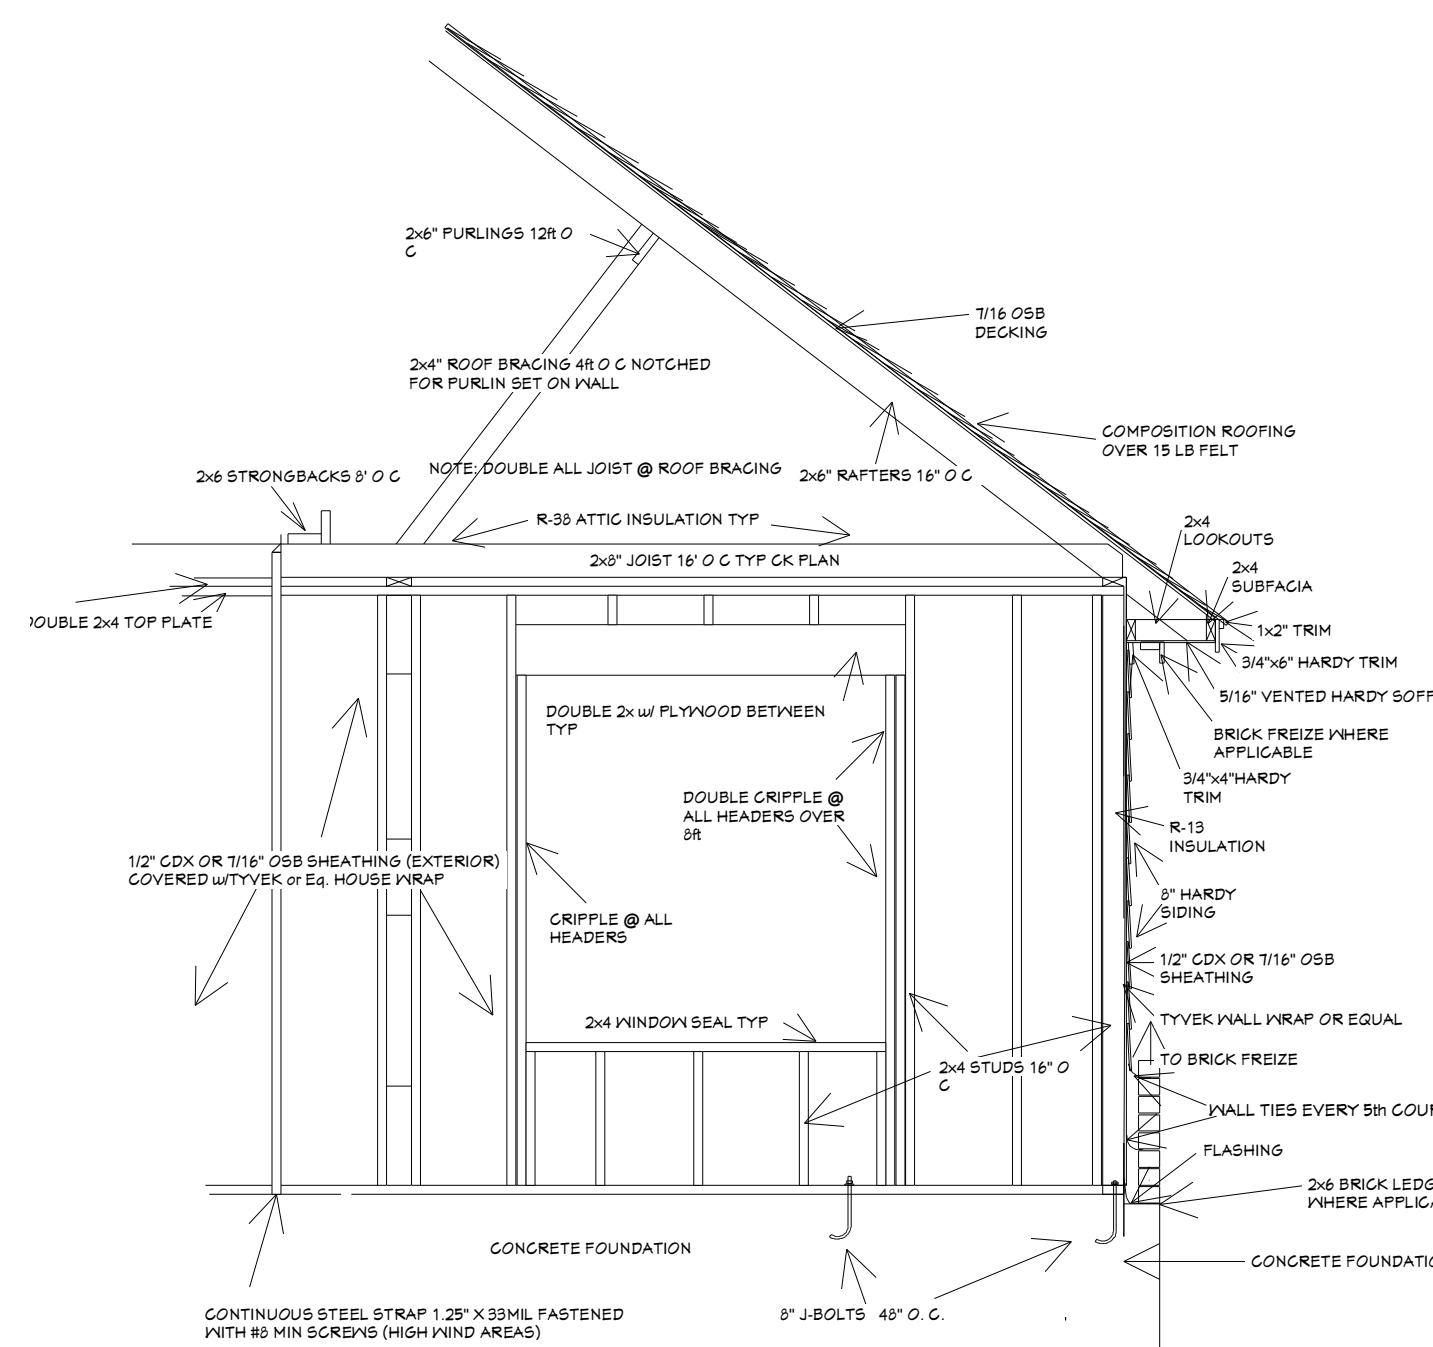 2x6" PURLINGS 12ft O
C
7/16 OSB
DECKING
2x4" ROOF BRACING 4ft O C NOTCHED
FOR PURLIN SET ON WALL
COMPOSITION ROOFING
OVER 15 LB FELT
2x6 STRONGBACKS 8' O C
NOTE: DOUBLE ALL JOIST @ ROOF BRACING
2x6" RAFTERS 16" O C
R-38 ATTIC INSULATION TYP
2x4
LOOKOUTS
2x8" JOIST 16' O C TYP CK PLAN
2x4
SUBFACIA
DOUBLE 2x4 TOP PLATE
1x2" TRIM
3/4"x6" HARDY TRIM
5/16" VENTED HARDY SOFF
DOUBLE 2x w/ PLYWOOD BETWEEN
TYP
BRICK FREIZE WHERE
APPLICABLE
3/4"x4"HARDY
TRIM
DOUBLE CRIPPLE @
ALL HEADERS OVER
8ft
R-13
INSULATION
1/2" CDX OR 7/16" OSB SHEATHING (EXTERIOR)
COVERED w/TYVEK or Eq. HOUSE WRAP
8" HARDY
SIDING
CRIPPLE @ ALL
HEADERS
1/2" CDX OR 7/16" OSB
SHEATHING
2x4 WINDOW SEAL TYP
TYVEK WALL WRAP OR EQUAL
TO BRICK FREIZE
2x4 STUDS 16" O
C
WALL TIES EVERY 5th COUR
FLASHING
2x6 BRICK LEDG
WHERE APPLICA
CONCRETE FOUNDATION
CONCRETE FOUNDATIO
CONTINUOUS STEEL STRAP 1.25" X 33MIL FASTENED
WITH #8 MIN SCREWS (HIGH WIND AREAS)
8" J-BOLTS 48" O. C.